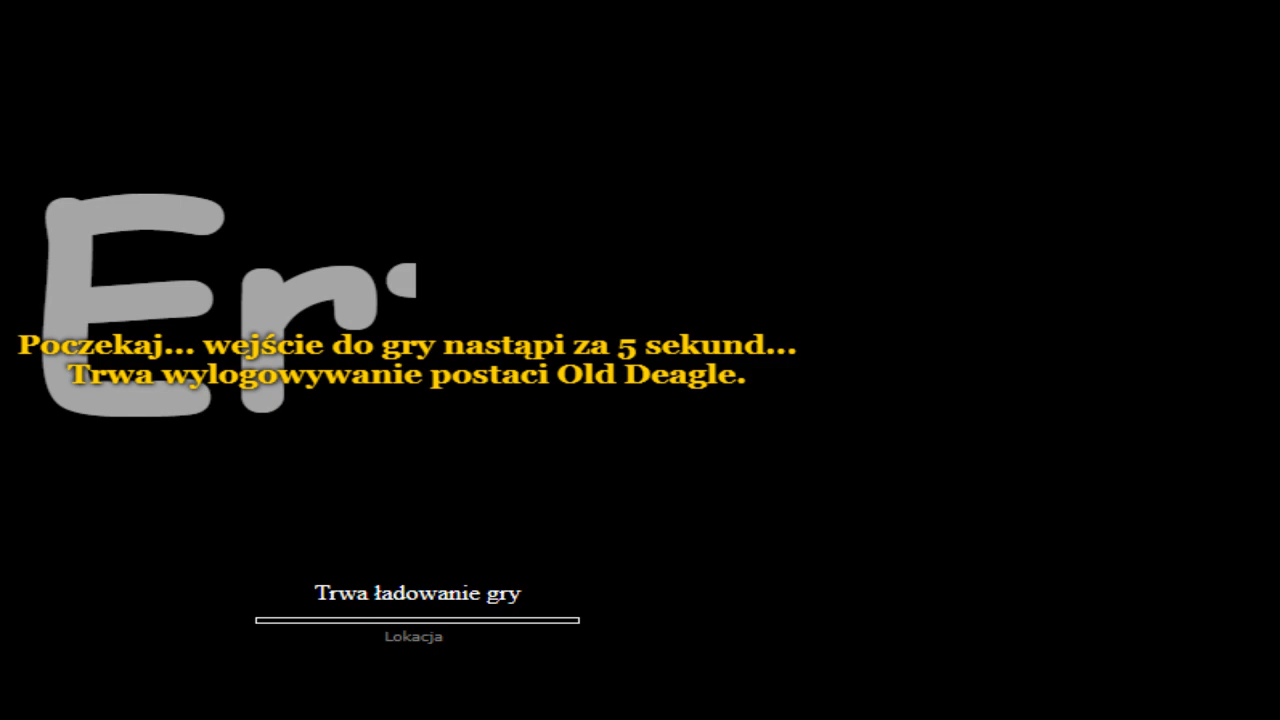 Er
Poczekaj... wejście do gry nastąpi za 5 sekund...
Trwa wylogowywanie postaci Old Deagle.
Trwa ładowanie gry
Lokacja